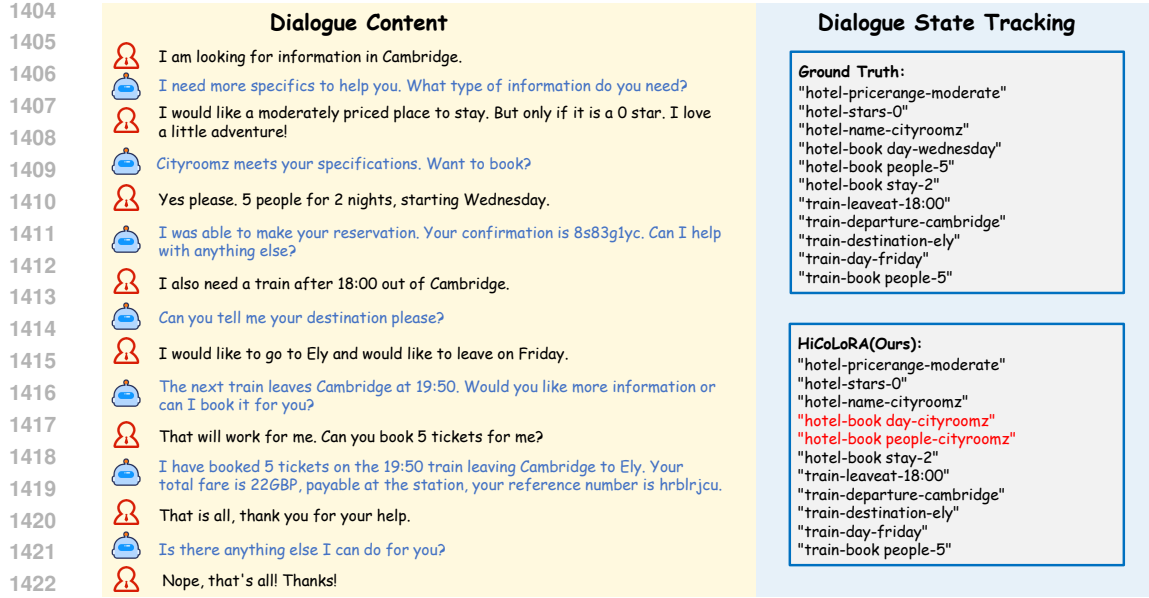 1404
1405
1406
1407
1408
1409
1410
1411
1412
1413
1414
1415
1416
1417
1418
1419
1420
1421
1422
Dialogue Content
I am looking for information in Cambridge.
I need more specifics to help you. What type of information do you need?
I would like a moderately priced place to stay. But only if it is a 0 star. I love
a little adventure!
Cityroomz meets your specifications. Want to book?
Yes please. 5 people for 2 nights, starting Wednesday.
I was able to make your reservation. Your confirmation is 8s83g1yc. Can I help
with anything else?
I also need a train after 18:00 out of Cambridge.
Can you tell me your destination please?
I would like to go to Ely and would like to leave on Friday.
The next train leaves Cambridge at 19:50. Would you like more information or
can I book it for you?
That will work for me. Can you book 5 tickets for me?
I have booked 5 tickets on the 19:50 train leaving Cambridge to Ely. Your
total fare is 22GBP, payable at the station, your reference number is hrblrjcu.
That is all, thank you for your help.
Is there anything else I can do for you?
Nope, that's all! Thanks!
Dialogue State Tracking
Ground Truth:
"hotel-pricerange-moderate"
"hotel-stars-0"
"hotel-name-cityroomz"
"hotel-book day-wednesday"
"hotel-book people-5"
"hotel-book stay-2"
"train-leaveat-18:00"
"train-departure-cambridge"
"train-destination-ely"
"train-day-friday"
"train-book people-5"
HiCoLoRA(Ours):
"hotel-pricerange-moderate"
"hotel-stars-0"
"hotel-name-cityroomz"
"hotel-book day-cityroomz"
"hotel-book people-cityroomz"
"hotel-book stay-2"
"train-leaveat-18:00"
"train-departure-cambridge"
"train-destination-ely"
"train-day-friday"
"train-book people-5"